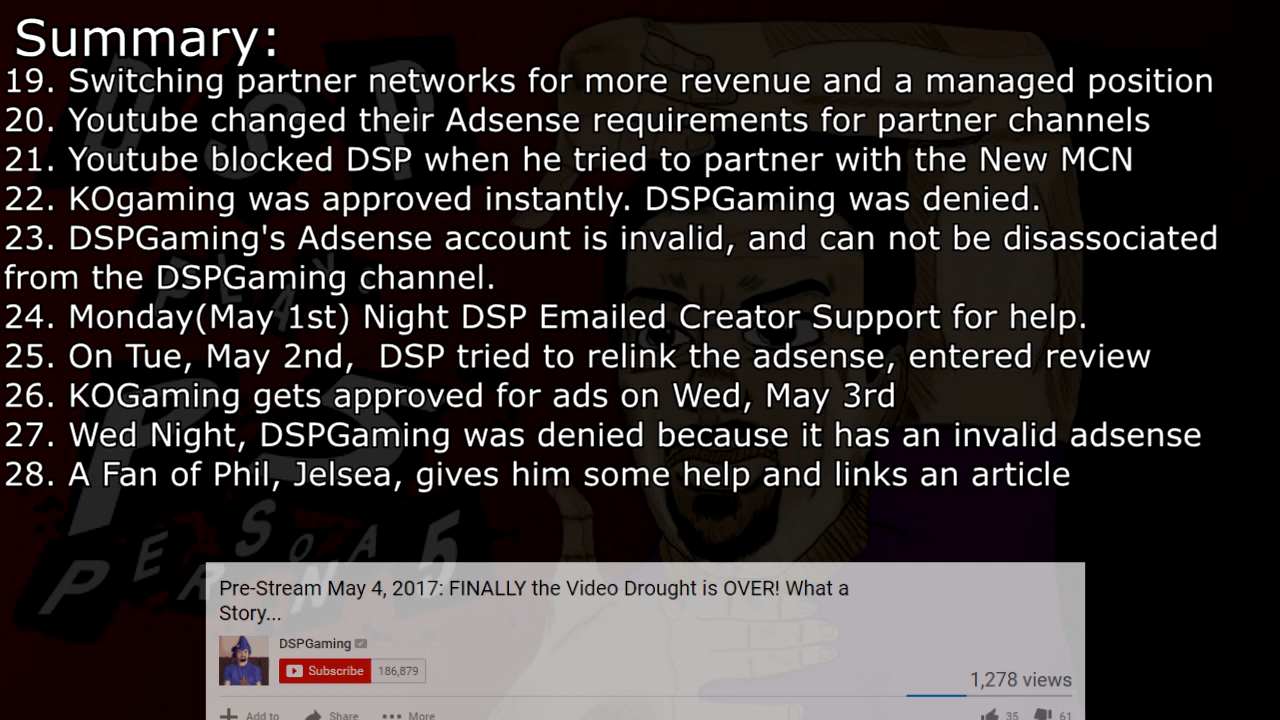 Summary:
19. Switching partner networks for more revenue and a managed position
20. Youtube changed their Adsense requirements for partner channels
21. Youtube blocked DSP when he tried to partner with the New MCN
22. KOgaming was approved instantly. DSPGaming was denied.
23. DSPGaming's Adsense account is invalid, and can not be disassociated
from the DSPGaming channel.
24. Monday(May 1st) Night DSP Emailed Creator Support for help.
25. On Tue, May 2nd,  DSP tried to relink the adsense, entered review
26. KOGaming gets approved for ads on Wed, May 3rd
27. Wed Night, DSPGaming was denied because it has an invalid adsense
28. A Fan of Phil, Jelsea, gives him some help and links an article
DSP
PLAY
P5
PERSONA 5
Pre-Stream May 4, 2017: FINALLY the Video Drought is OVER! What a
Story...
DSPGaming
Subscribe 186,879
1,278 views
Add to Share More 35 61